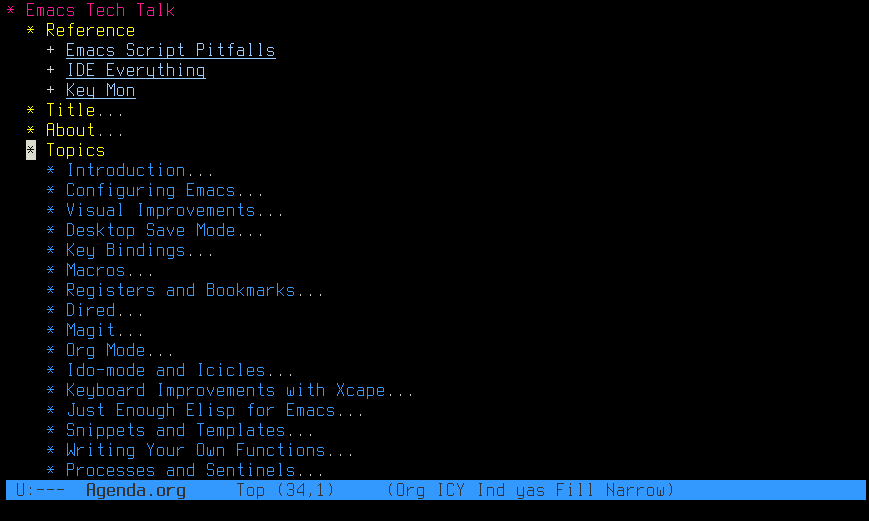 * Emacs Tech Talk
* Reference
+ Emacs Script Pitfalls
+ IDE Everything
+ Key Mon
* Title...
* About...
* Topics
* Introduction...
* Configuring Emacs...
* Visual Improvements...
* Desktop Save Mode...
* Key Bindings...
* Macros...
* Registers and Bookmarks...
* Dired...
* Magit...
* Org Mode...
* Ido-mode and Icicles...
* Keyboard Improvements with Xcape...
* Just Enough Elisp for Emacs...
* Snippets and Templates...
* Writing Your Own Functions...
* Processes and Sentinels...
U:--- Agenda.org Top (34,1) (Org ICY Ind yas Fill Narrow)